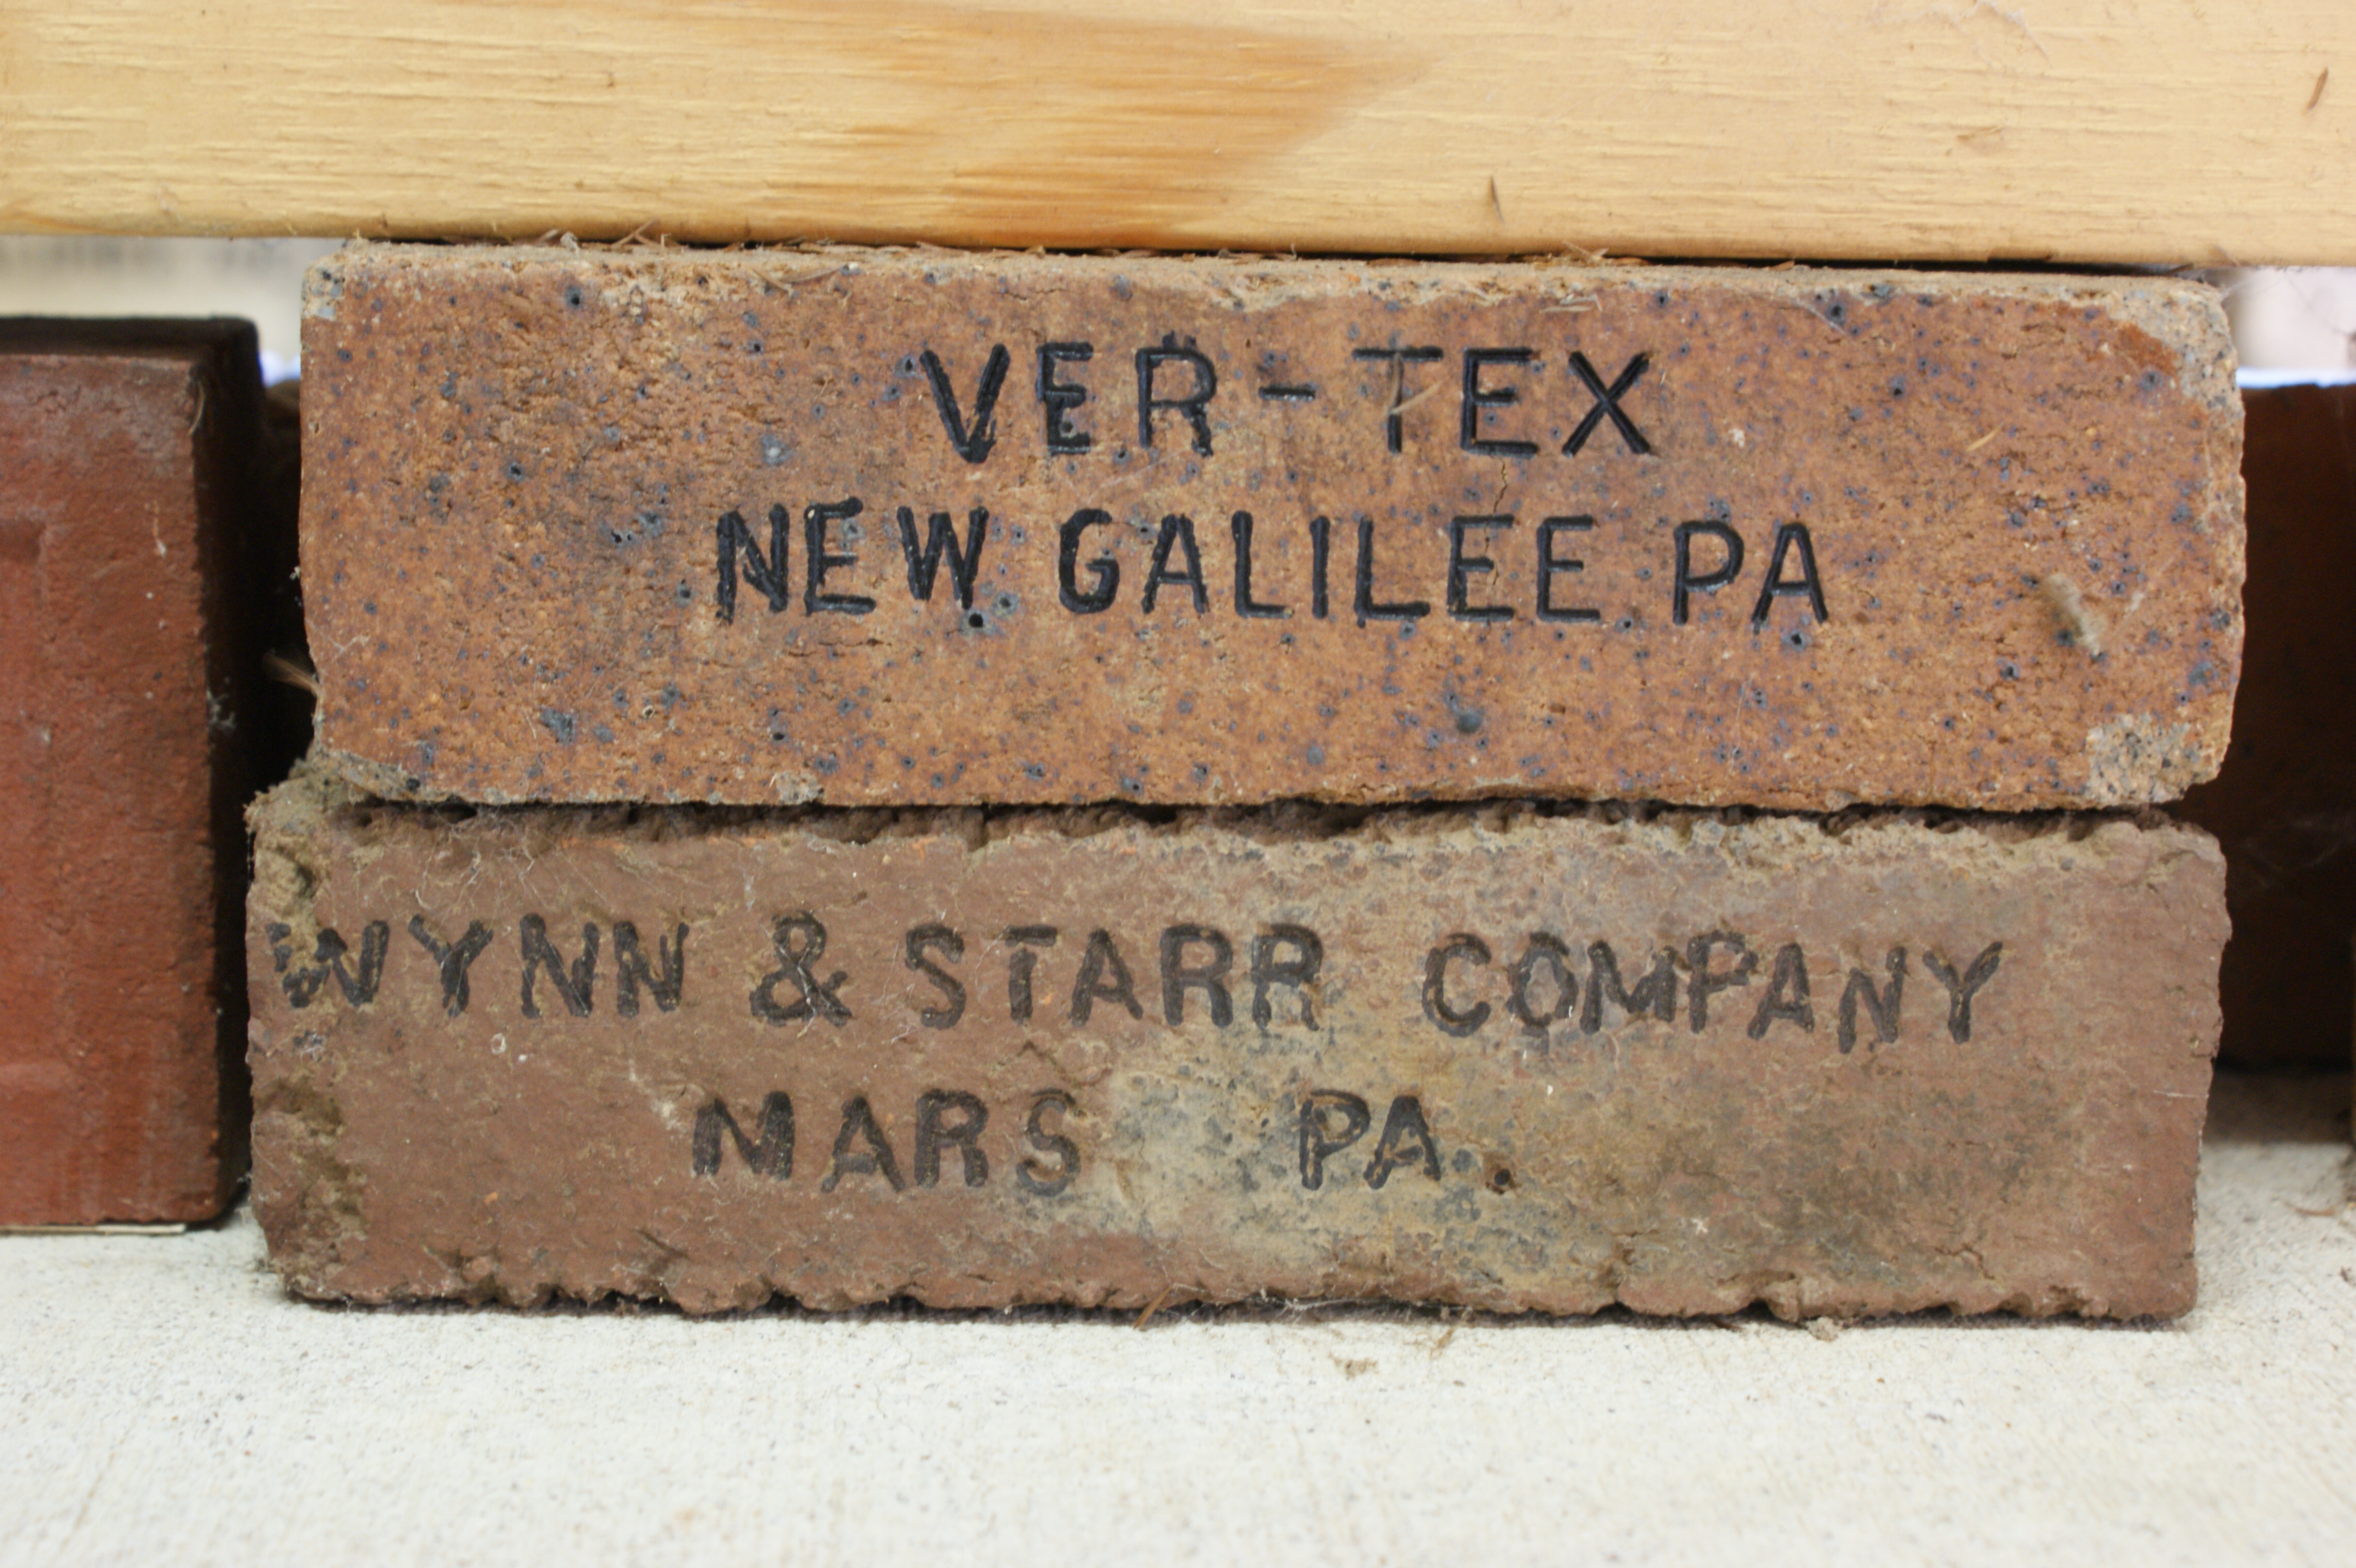 VER-TEX
NEW GALILEE PA
WYNN & STARR COMPANY
MARS PA.